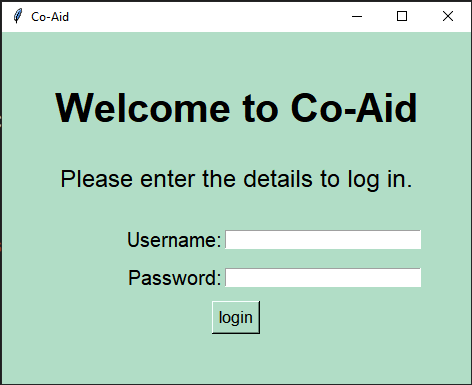 Co-Aid
Welcome to Co-Aid
Please enter the details to log in.
Username:
Password:
login